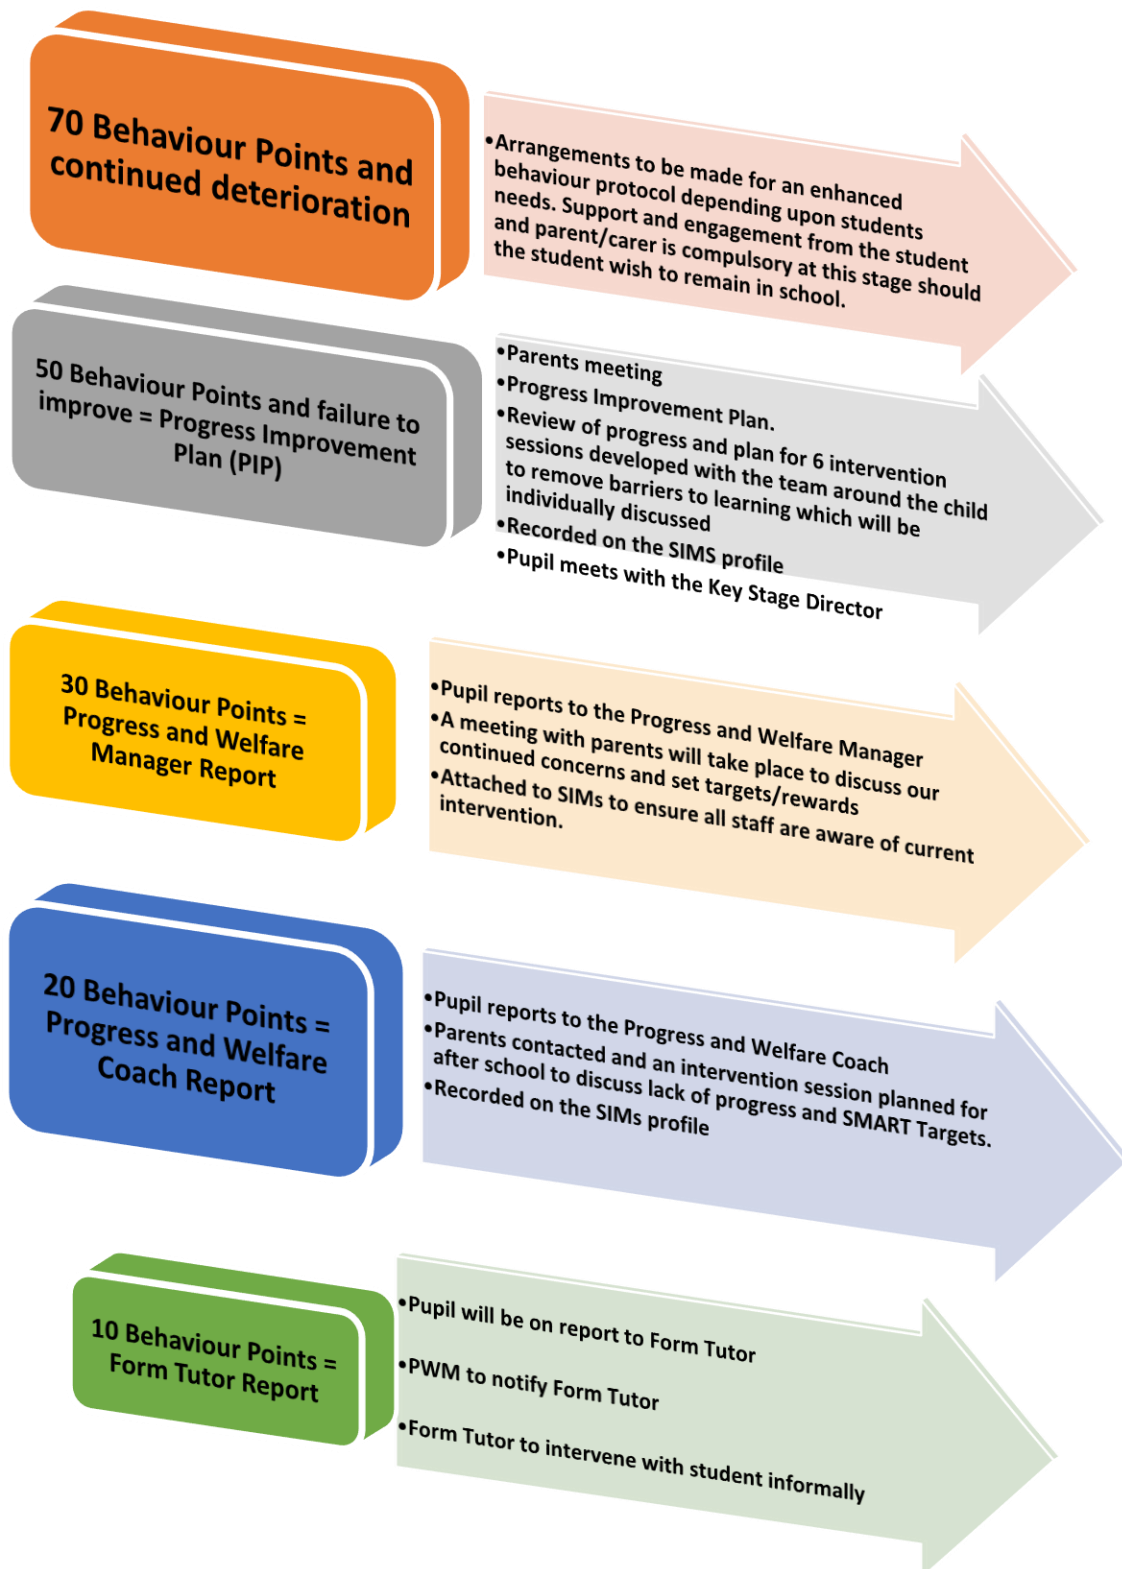 70 Behaviour Points and
continued deterioration
•Arrangements to be made for an enhanced
behaviour protocol depending upon students
needs. Support and engagement from the student
and parent/carer is compulsory at this stage should
the student wish to remain in school.
50 Behaviour Points and failure to
improve = Progress Improvement
Plan (PIP)
•Parents meeting
•Progress Improvement Plan.
•Review of progress and plan for 6 intervention
sessions developed with the team around the child
to remove barriers to learning which will be
individually discussed
•Recorded on the SIMS profile
•Pupil meets with the Key Stage Director
30 Behaviour Points =
Progress and Welfare
Manager Report
•Pupil reports to the Progress and Welfare Manager
•A meeting with parents will take place to discuss our
continued concerns and set targets/rewards
•Attached to SIMs to ensure all staff are aware of current
intervention.
20 Behaviour Points =
Progress and Welfare
Coach Report
•Pupil reports to the Progress and Welfare Coach
•Parents contacted and an intervention session planned for
after school to discuss lack of progress and SMART Targets.
•Recorded on the SIMs profile
10 Behaviour Points =
Form Tutor Report
•Pupil will be on report to Form Tutor
•PWM to notify Form Tutor
•Form Tutor to intervene with student informally